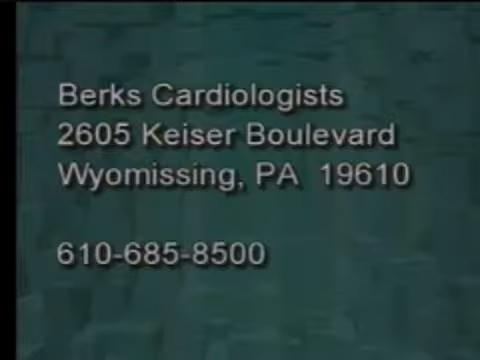 Berks Cardiologists
2605 Keiser Boulevard
Wyomissing, PA 19610
610-685-8500